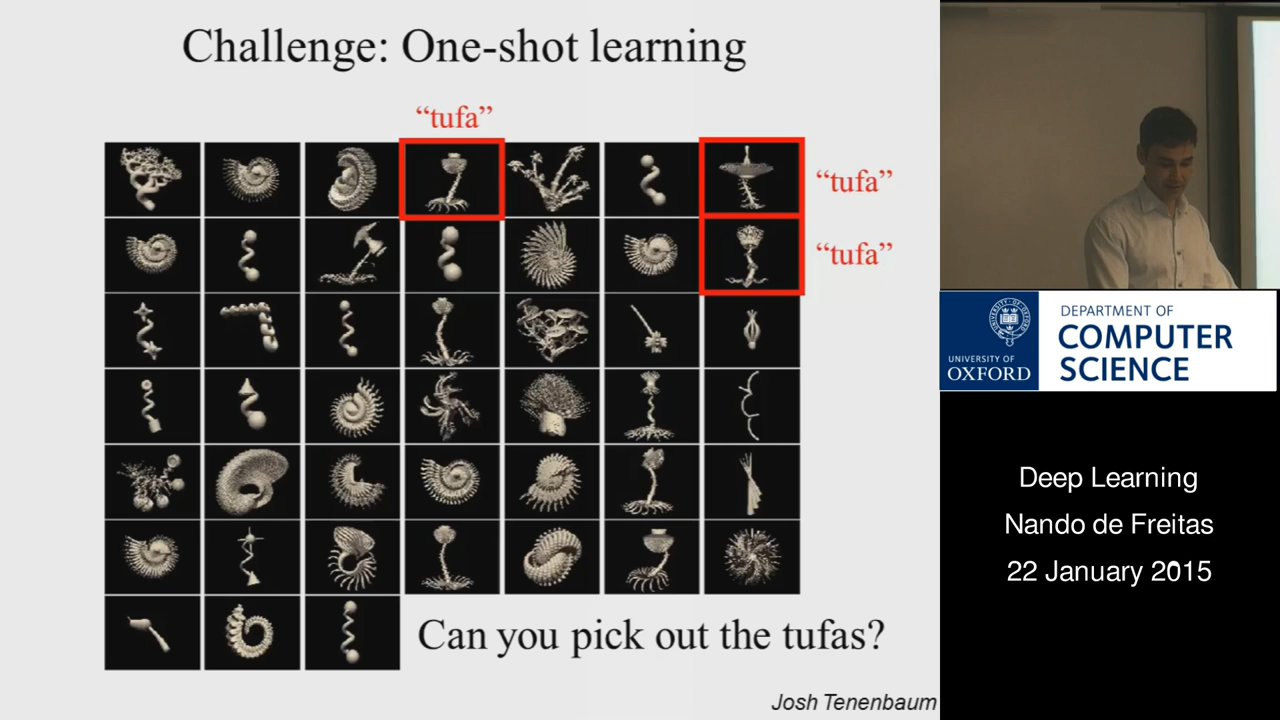 Challenge: One-shot learning
“tufa”
“tufa”
“tufa”
Can you pick out the tufas?
Josh Tenenbaum
UNIVERSITY OF
OXFORD
DEPARTMENT OF
COMPUTER
SCIENCE
Deep Learning
Nando de Freitas
22 January 2015